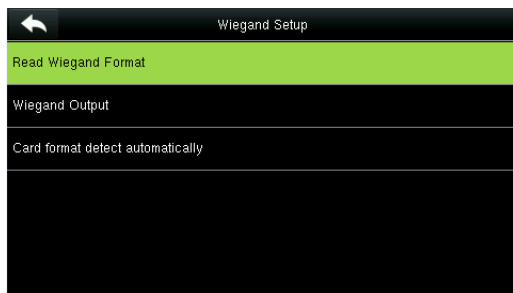 Wiegand Setup
Read Wiegand Format
Wiegand Output
Card format detect automatically